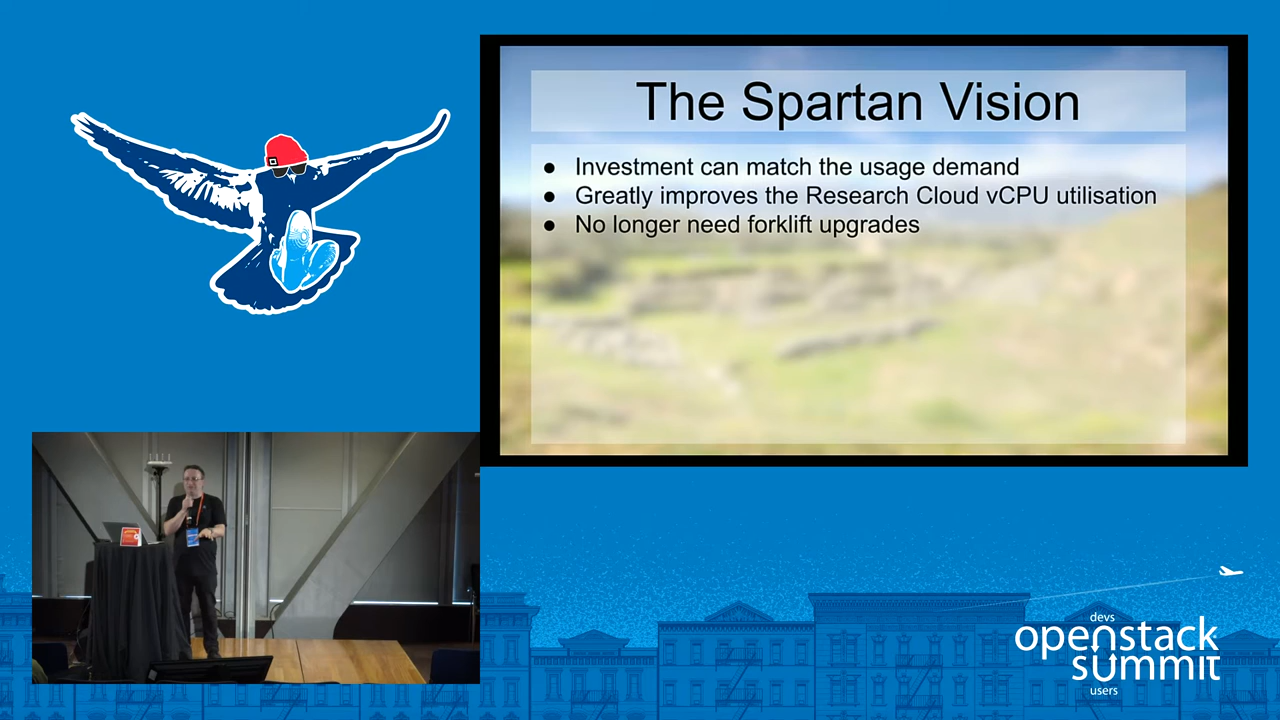 The Spartan Vision
● Investment can match the usage demand
● Greatly improves the Research Cloud vCPU utilisation
● No longer need forklift upgrades
devs
openstack
summit
users